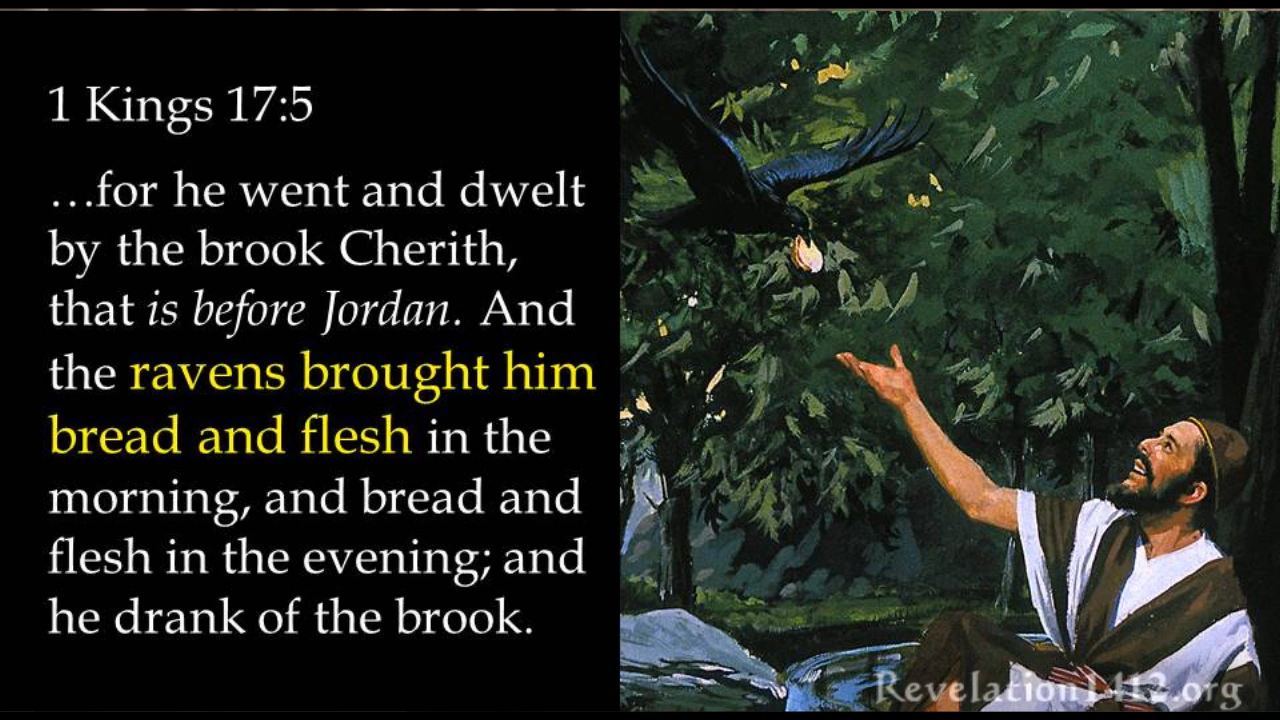 1 Kings 17:5
…for he went and dwelt
by the brook Cherith,
that is before Jordan. And
the ravens brought him
bread and flesh in the
morning, and bread and
flesh in the evening; and
he drank of the brook.
Revelation1412.org